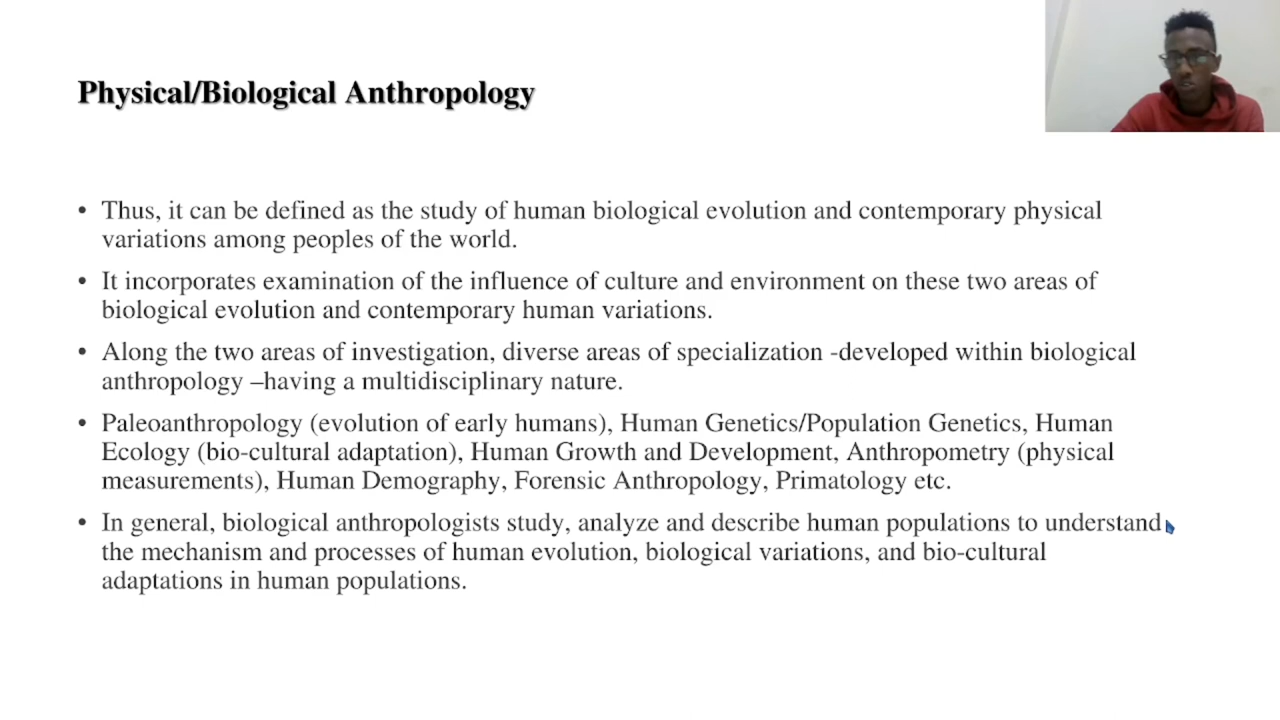 Physical/Biological Anthropology
• Thus, it can be defined as the study of human biological evolution and contemporary physical
variations among peoples of the world.
• It incorporates examination of the influence of culture and environment on these two areas of
biological evolution and contemporary human variations.
• Along the two areas of investigation, diverse areas of specialization -developed within biological
anthropology –having a multidisciplinary nature.
• Paleoanthropology (evolution of early humans), Human Genetics/Population Genetics, Human
Ecology (bio-cultural adaptation), Human Growth and Development, Anthropometry (physical
measurements), Human Demography, Forensic Anthropology, Primatology etc.
• In general, biological anthropologists study, analyze and describe human populations to understand
the mechanism and processes of human evolution, biological variations, and bio-cultural
adaptations in human populations.